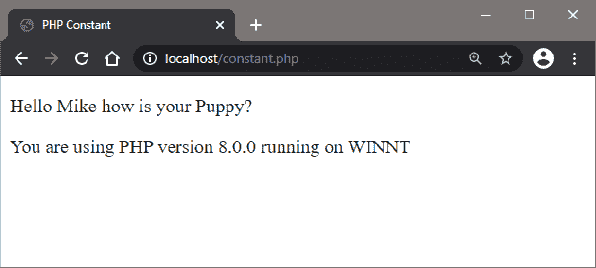 PHP Constant
localhost/constant.php
Hello Mike how is your Puppy?
You are using PHP version 8.0.0 running on WINNT